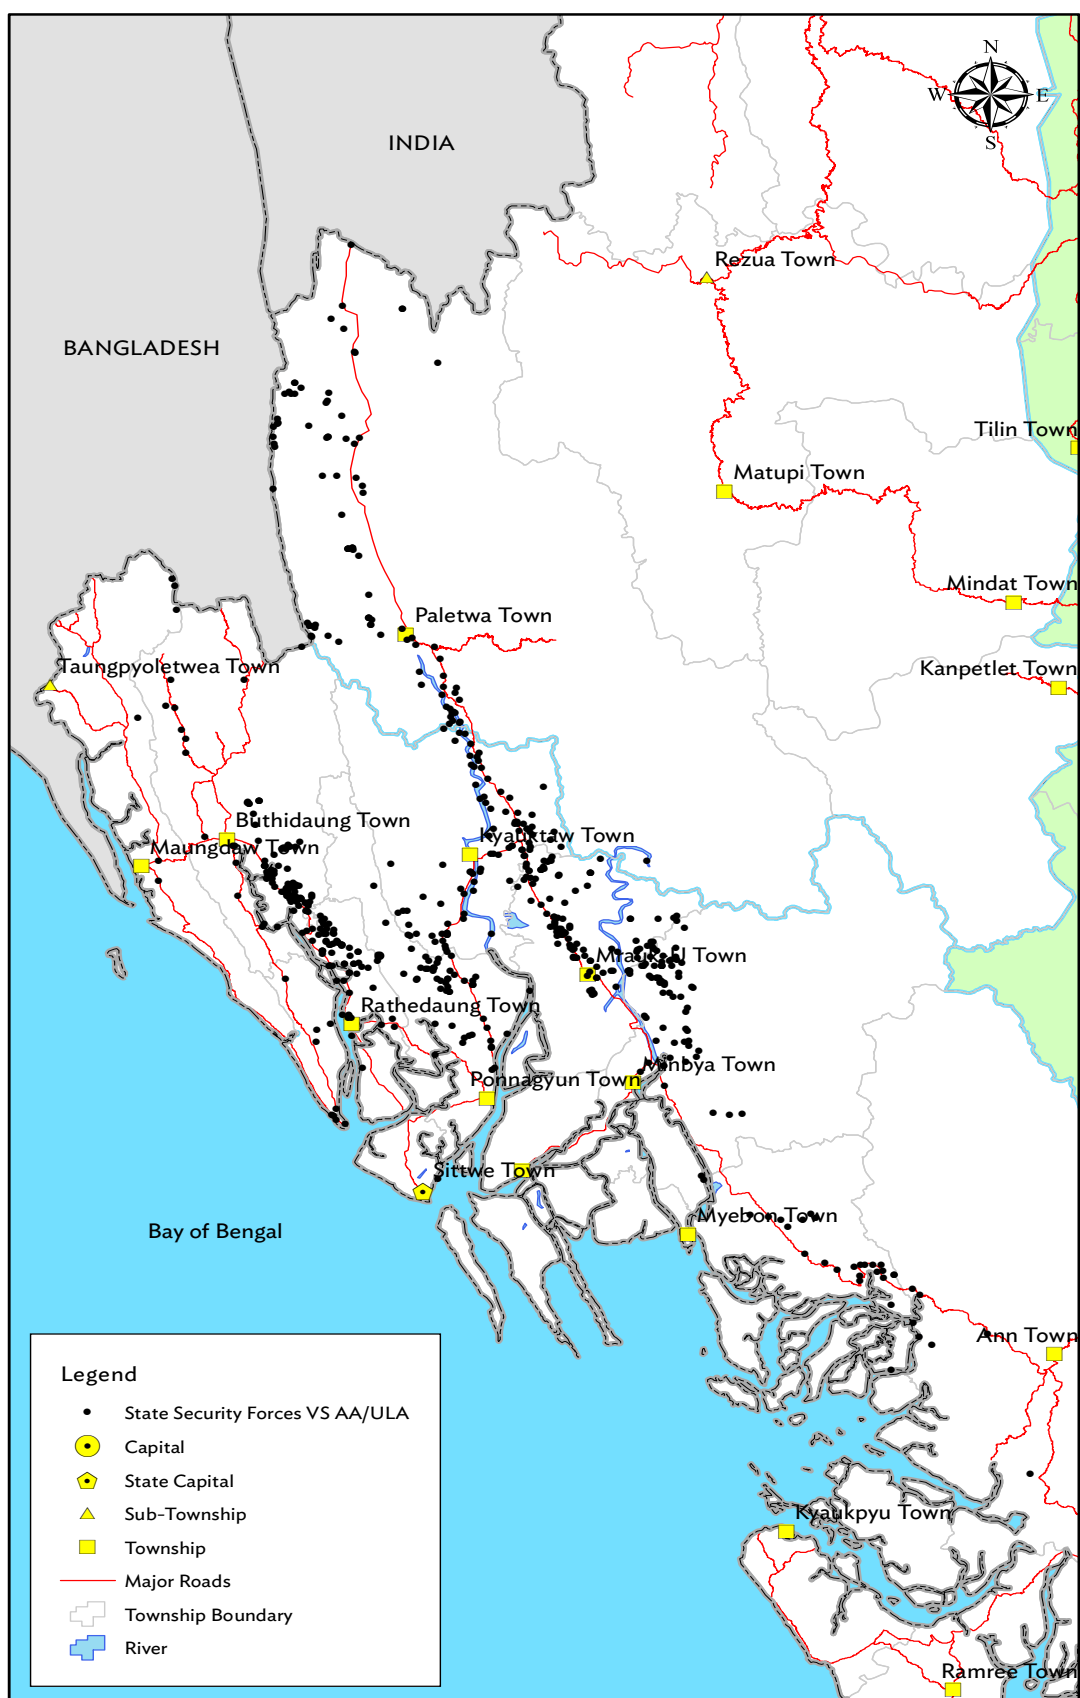 N
W E
S
INDIA
Rezua Town
BANGLADESH
Tilin Town
Matupi Town
Mindat Town
Paletwa Town
Taungpyoletwea Town
Kanpetlet Town
Buthidaung Town
Kyauktaw Town
Maungdaw Town
Mrauk-U Town
Rathedaung Town
Minbya Town
Ponnagyun Town
Sittwe Town
Myebon Town
Bay of Bengal
Ann Town
Legend
State Security Forces VS AA/ULA
Capital
State Capital
Sub-Township
Township
Major Roads
Township Boundary
River
Kyaukpyu Town
Ramree Town